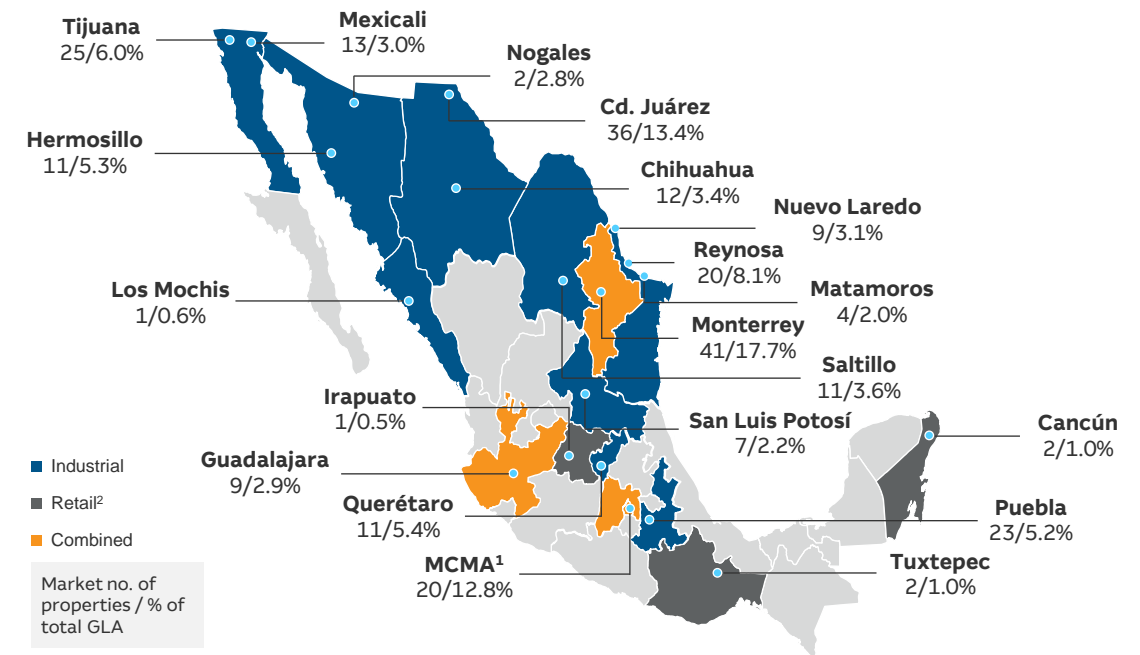 Tijuana
25/6.0%
Mexicali
13/3.0%
Nogales
2/2.8%
Cd. Juárez
36/13.4%
Hermosillo
11/5.3%
Chihuahua
12/3.4%
Nuevo Laredo
9/3.1%
Reynosa
20/8.1%
Los Mochis
1/0.6%
Matamoros
4/2.0%
Monterrey
41/17.7%
Saltillo
11/3.6%
Irapuato
1/0.5%
San Luis Potosí
7/2.2%
Cancún
2/1.0%
Guadalajara
9/2.9%
Querétaro
11/5.4%
Puebla
23/5.2%
MCMA¹
20/12.8%
Tuxtepec
2/1.0%
Industrial
Retail²
Combined
Market no. of
properties / % of
total GLA